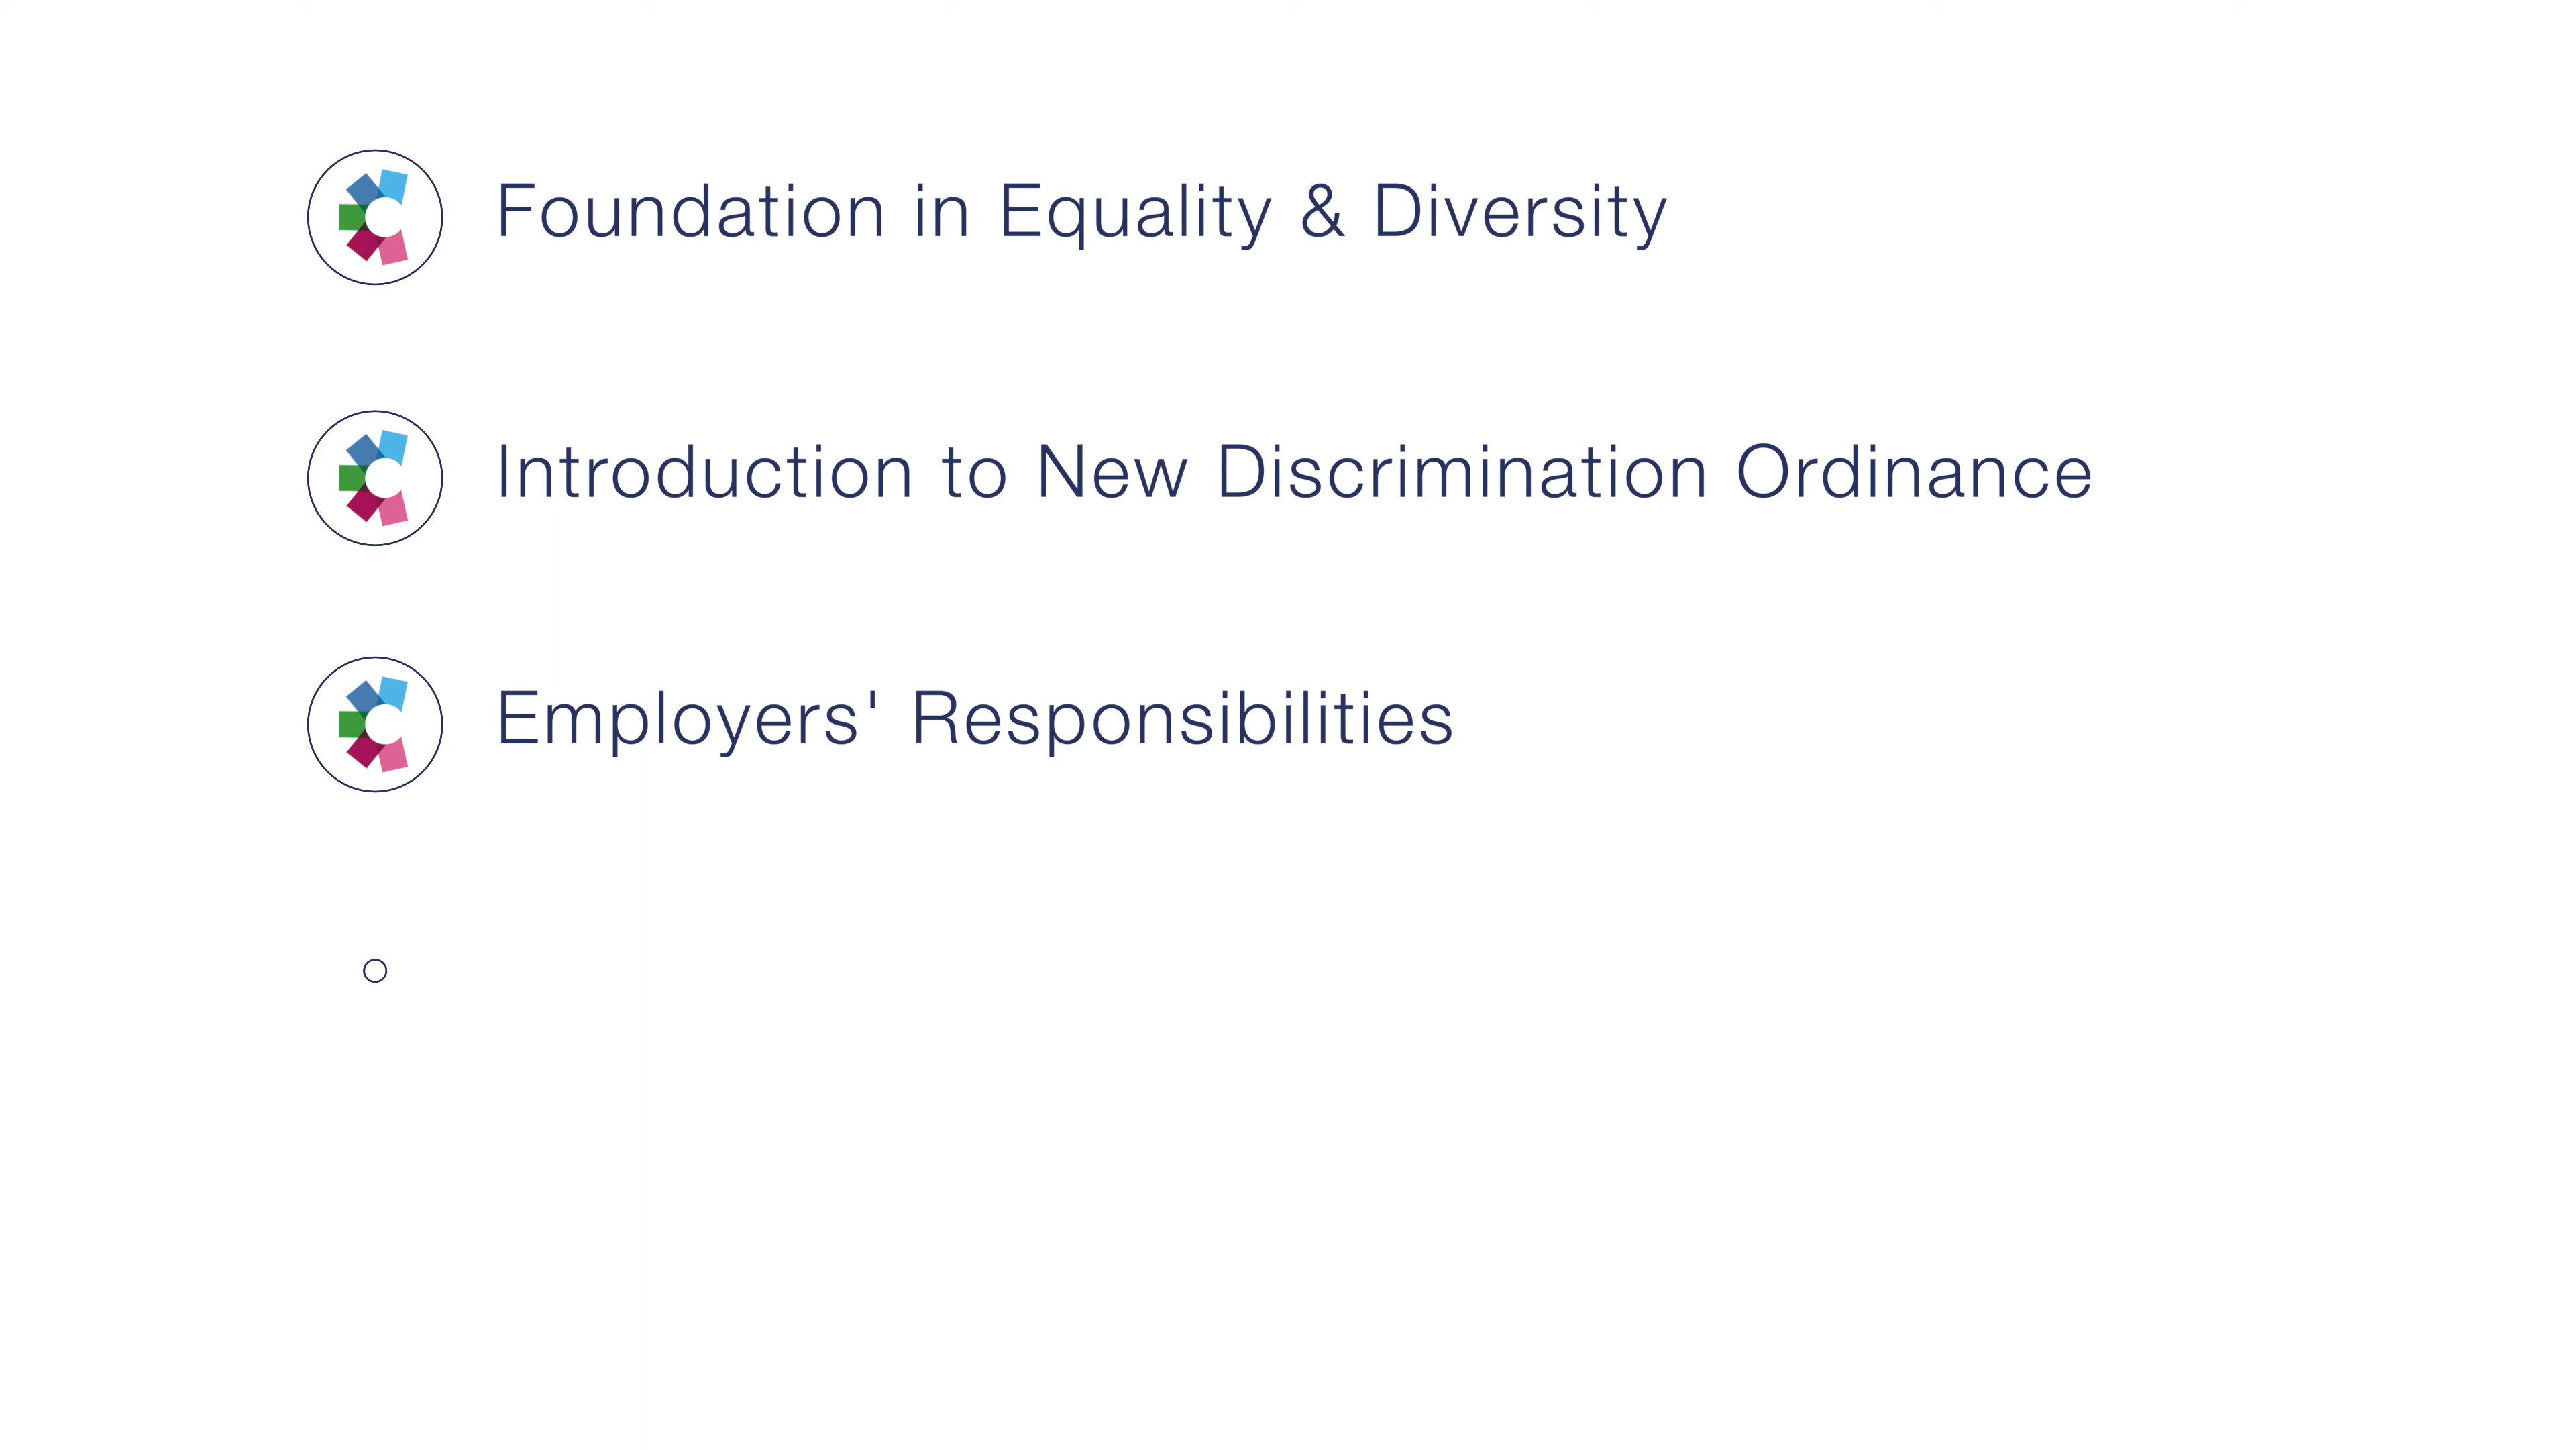 Foundation in Equality & Diversity
Introduction to New Discrimination Ordinance
Employers' Responsibilities